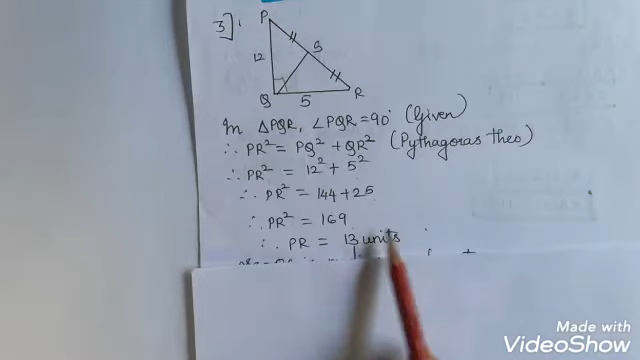 3] P
S
12
Q 5 R
In △PQR, ∠PQR = 90° (Given)
∴ PR² = PQ² + QR² (Pythagoras theo)
∴ PR² = 12² + 5²
∴ PR² = 144 + 25
∴ PR² = 169
∴ PR = 13 units
Made with
VideoShow